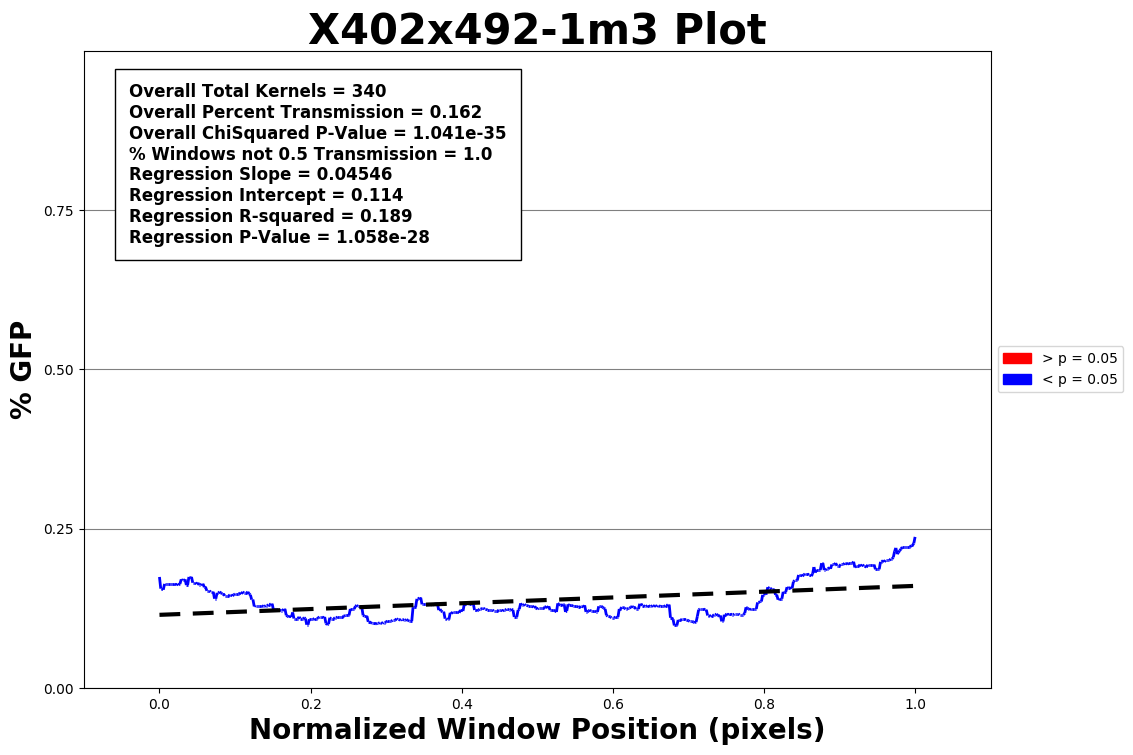 X402x492-1m3 Plot
Overall Total Kernels = 340
Overall Percent Transmission = 0.162
Overall ChiSquared P-Value = 1.041e-35
% Windows not 0.5 Transmission = 1.0
Regression Slope = 0.04546
Regression Intercept = 0.114
Regression R-squared = 0.189
Regression P-Value = 1.058e-28
% GFP
0.75
0.50
0.25
0.00
> p = 0.05
< p = 0.05
0.0 0.2 0.4 0.6 0.8 1.0
Normalized Window Position (pixels)